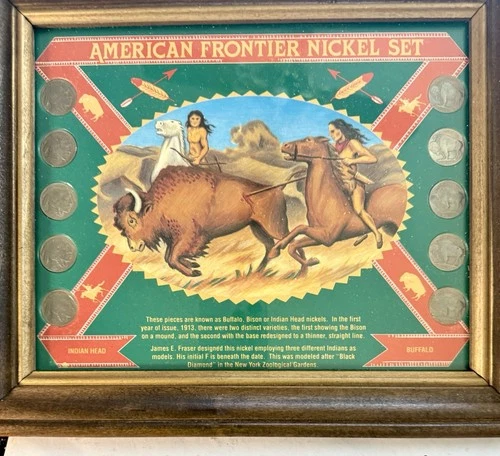 AMERICAN FRONTIER NICKEL SET
These pieces are known as Buffalo, Bison or Indian Head nickels. In the first
year of issue, 1913, there were two distinct varieties, the first showing the Bison
on a mound, and the second with the base redesigned to a thinner, straight line.
James E. Fraser designed this nickel employing three different Indians as
models. His initial F is beneath the date. This was modeled after "Black
Diamond" in the New York Zoological Gardens.
INDIAN HEAD
BUFFALO